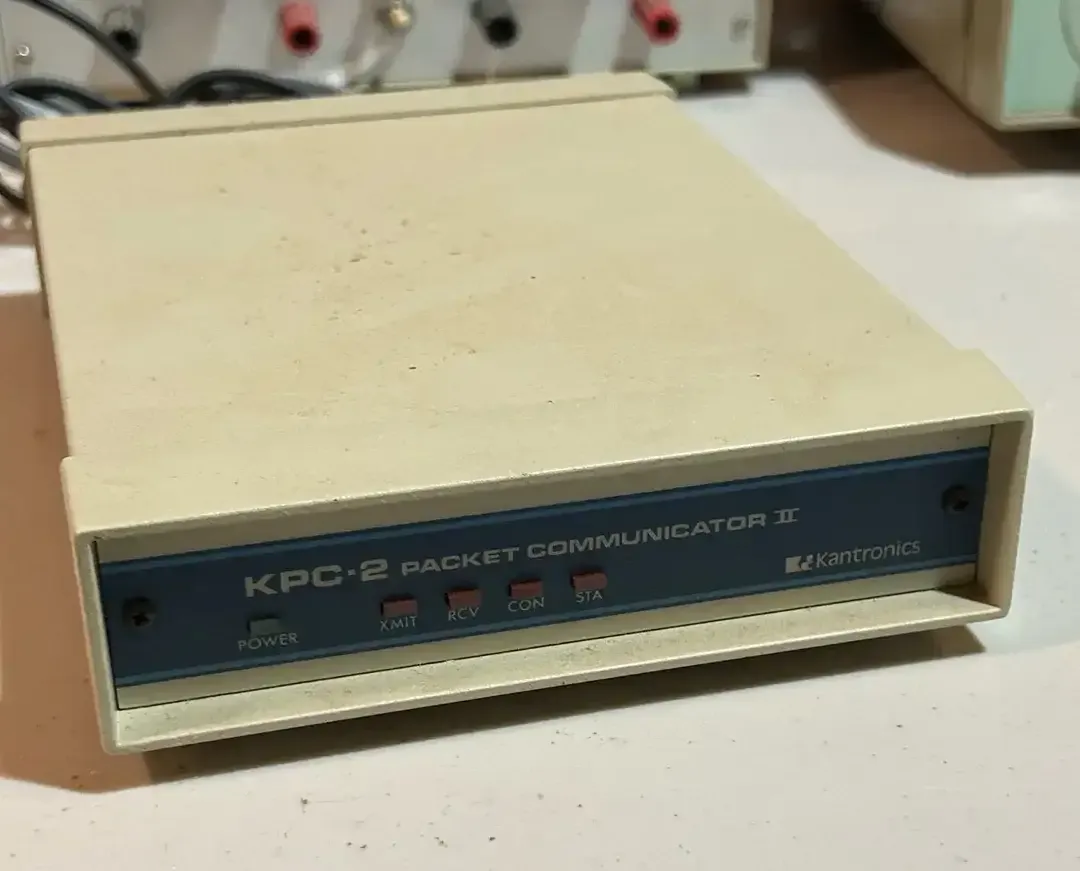 KPC-2 PACKET COMMUNICATOR II
Kantronics
POWER
XMIT
RCV
CON
STA